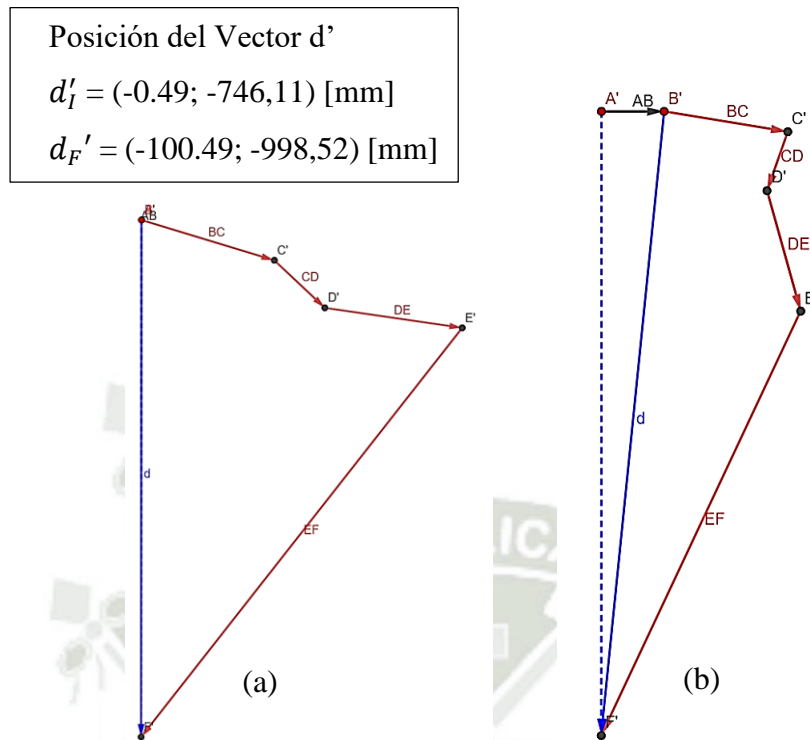 Posición del Vector d’
d'_I = (-0.49; -746,11) [mm]
d_F' = (-100.49; -998,52) [mm]
A' AB B' BC C'
CD
D'
DE
E
d
EF
F'
(b)
B'
AB
BC
C'
CD
D'
DE
E'
d
EF
F'
(a)
LICA